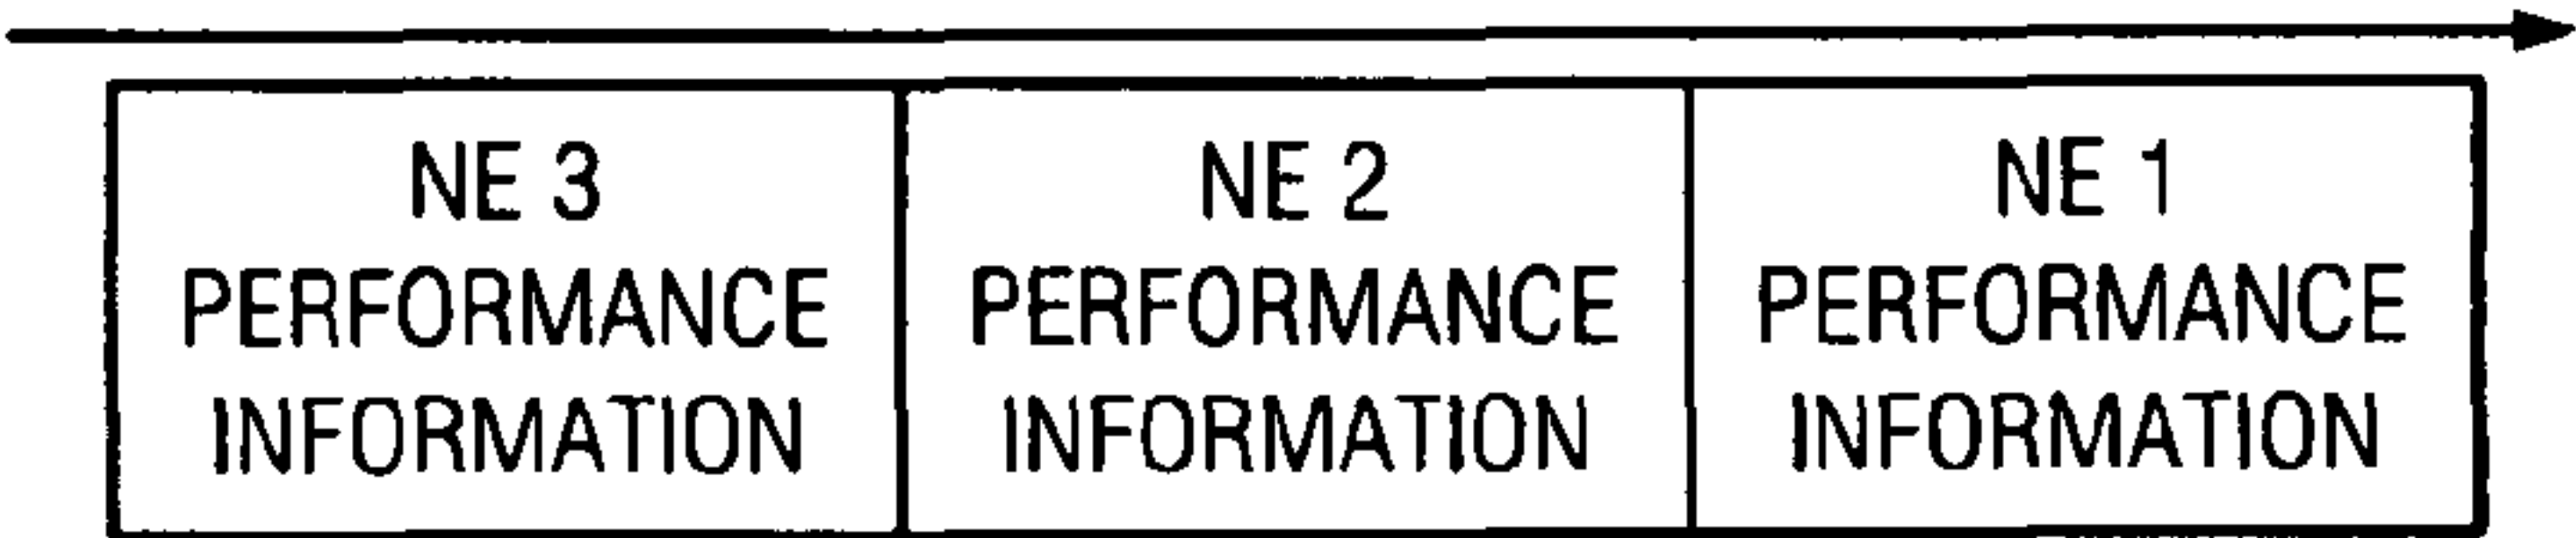 NE 3
PERFORMANCE
INFORMATION
NE 2
PERFORMANCE
INFORMATION
NE 1
PERFORMANCE
INFORMATION